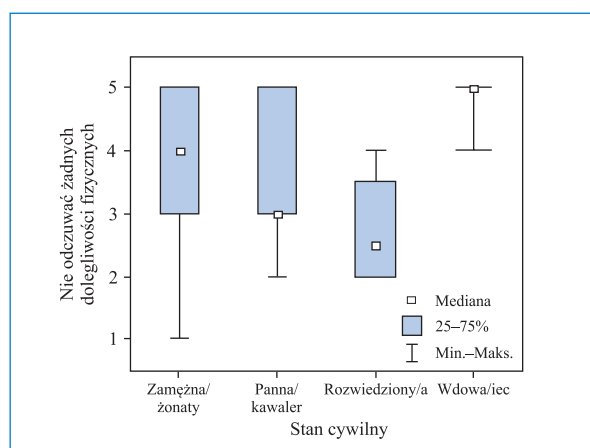 Nie odczuwać żadnych
dolegliwości fizycznych
5
4
3
2
1
Mediana
25–75%
Min.–Maks.
Zamężna/
żonaty
Panna/
kawaler
Rozwiedziony/a
Wdowa/iec
Stan cywilny